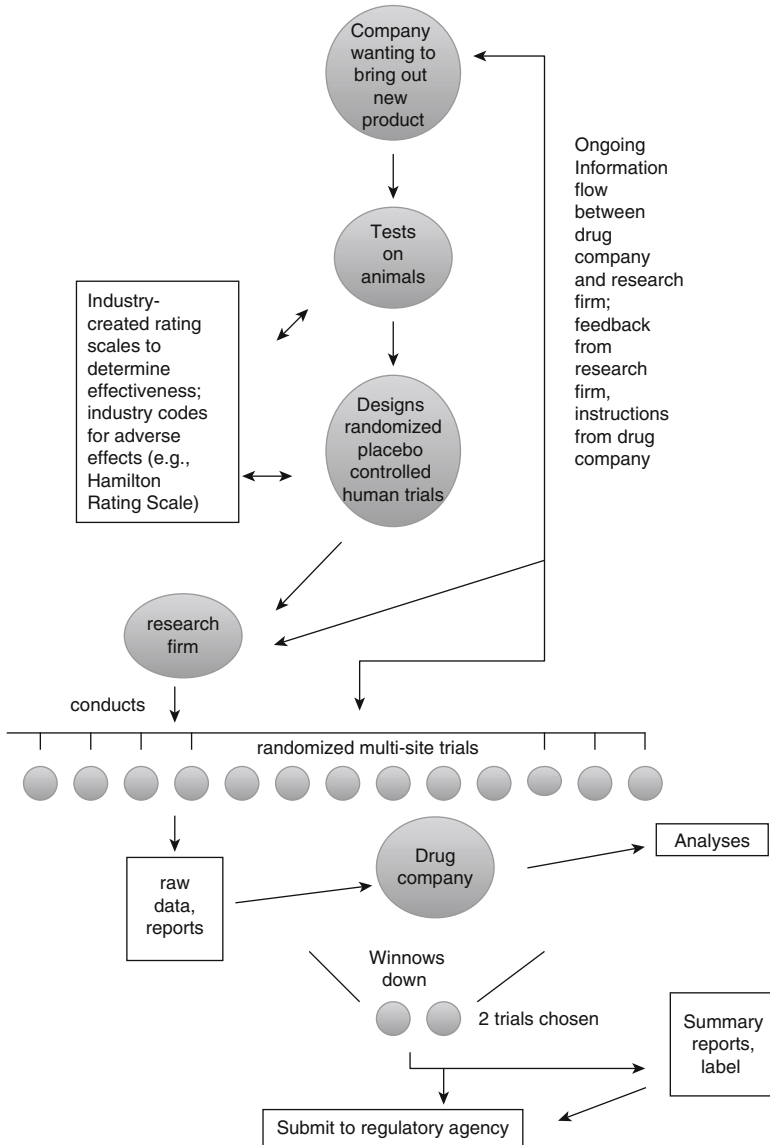 Company
wanting to
bring out
new
product
Ongoing
Information
flow
between
drug
company
and research
firm;
feedback
from
research
firm,
instructions
from drug
company
Tests
on
animals
Industry-
created rating
scales to
determine
effectiveness;
industry codes
for adverse
effects (e.g.,
Hamilton
Rating Scale)
Designs
randomized
placebo
controlled
human trials
research
firm
conducts
randomized multi-site trials
raw
data,
reports
Drug
company
Analyses
Winnows
down
2 trials chosen
Summary
reports,
label
Submit to regulatory agency